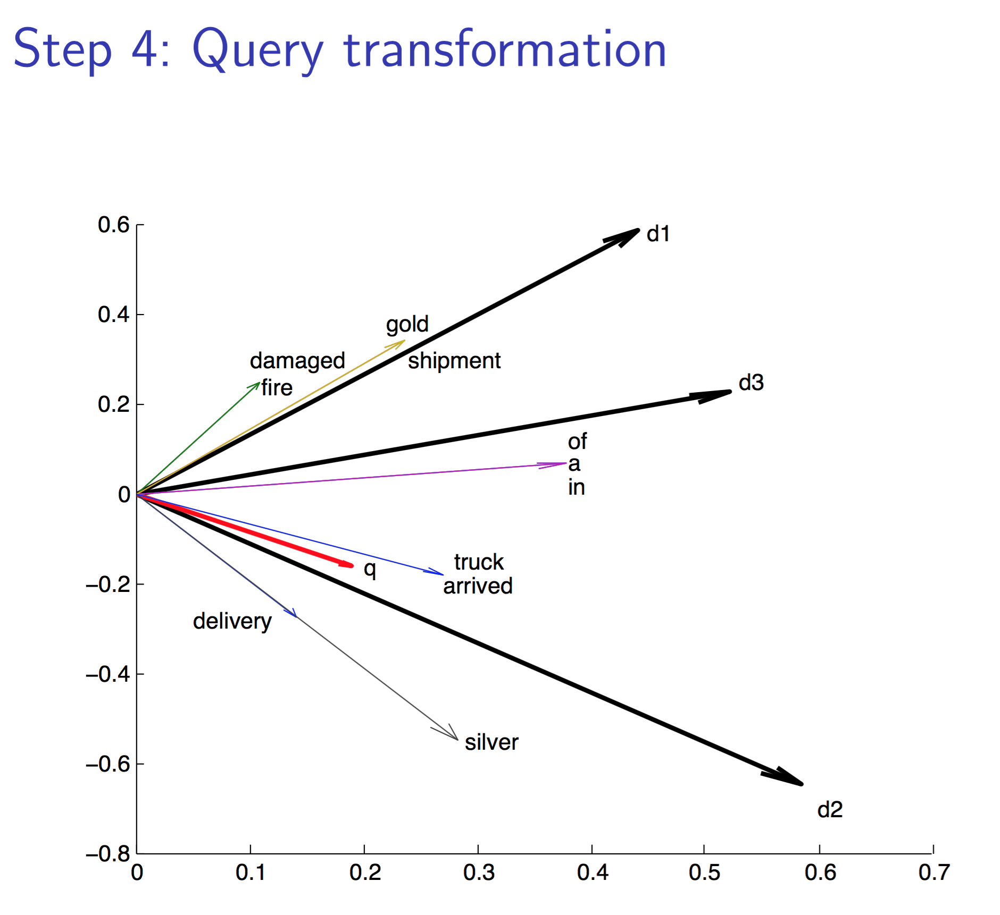 Step 4: Query transformation
0.6
d1
0.4
gold
damaged
shipment
fire
d3
0.2
of
a
in
0
q
truck
arrived
−0.2
delivery
−0.4
silver
−0.6
d2
−0.8
0 0.1 0.2 0.3 0.4 0.5 0.6 0.7